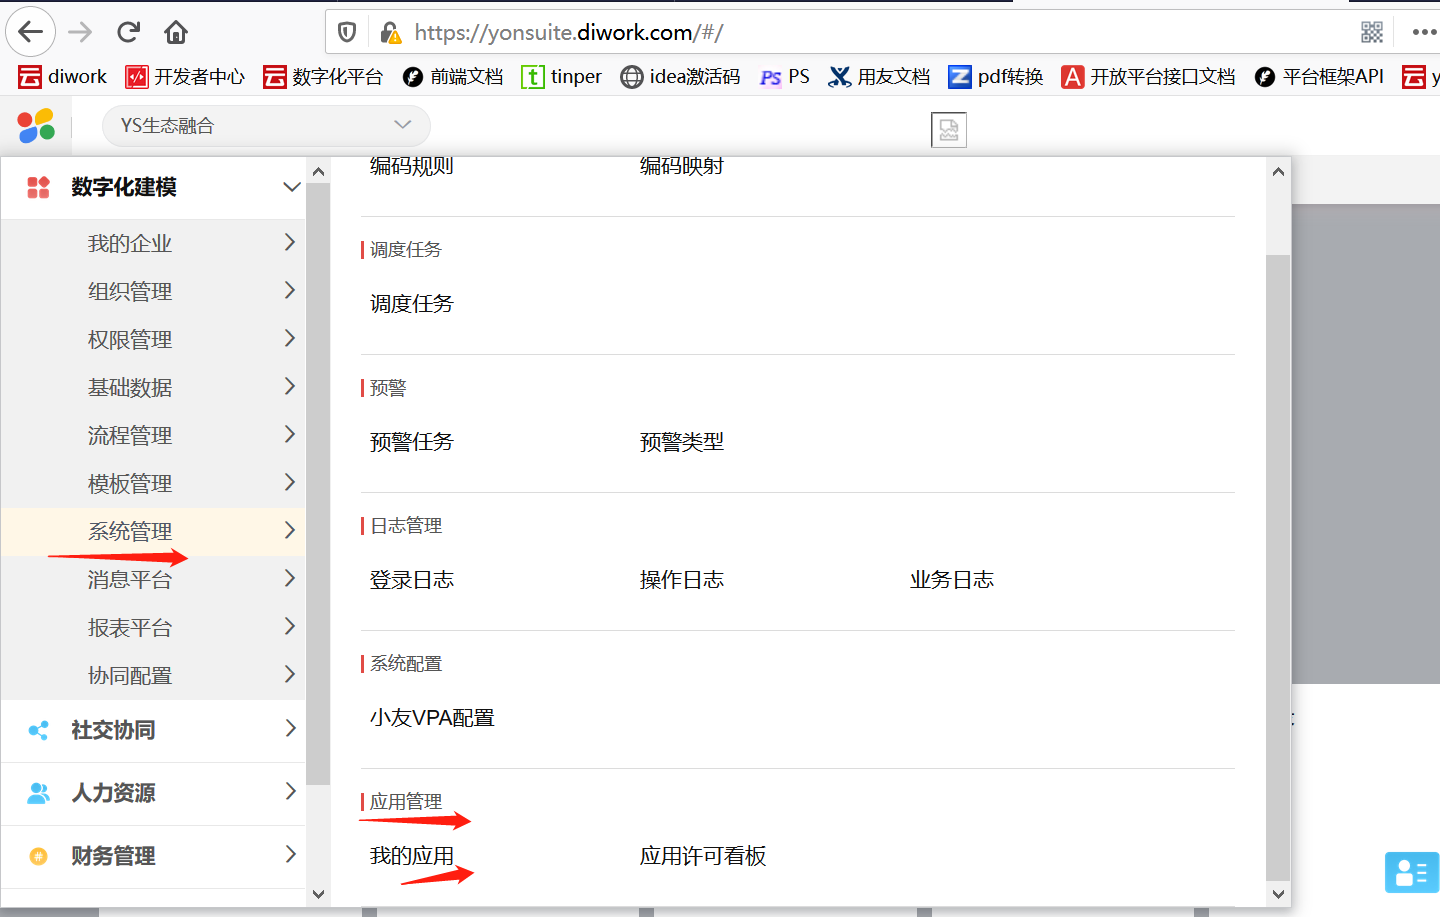 https://yonsuite.diwork.com/#/
diwork 开发者中心 数字化平台 前端文档 tinper idea激活码 PS 用友文档 pdf转换 开放平台接口文档 平台框架API
YS生态融合
数字化建模
我的企业
组织管理
权限管理
基础数据
流程管理
模板管理
系统管理
消息平台
报表平台
协同配置
社交协同
人力资源
财务管理
编码规则 编码映射
调度任务
调度任务
预警
预警任务 预警类型
日志管理
登录日志 操作日志 业务日志
系统配置
小友VPA配置
应用管理
我的应用 应用许可看板